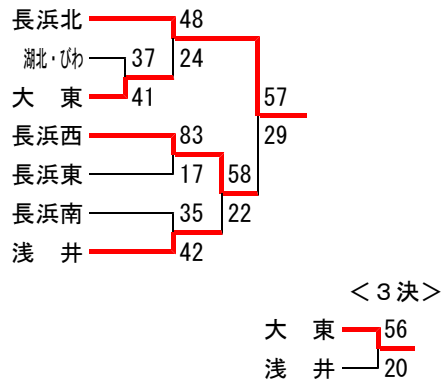 長浜北 48
湖北・びわ 37 24
大　東 41 57
長浜西 83 29
長浜東 17 58
長浜南 35 22
浅　井 42
＜３決＞
大　東 56
浅　井 20